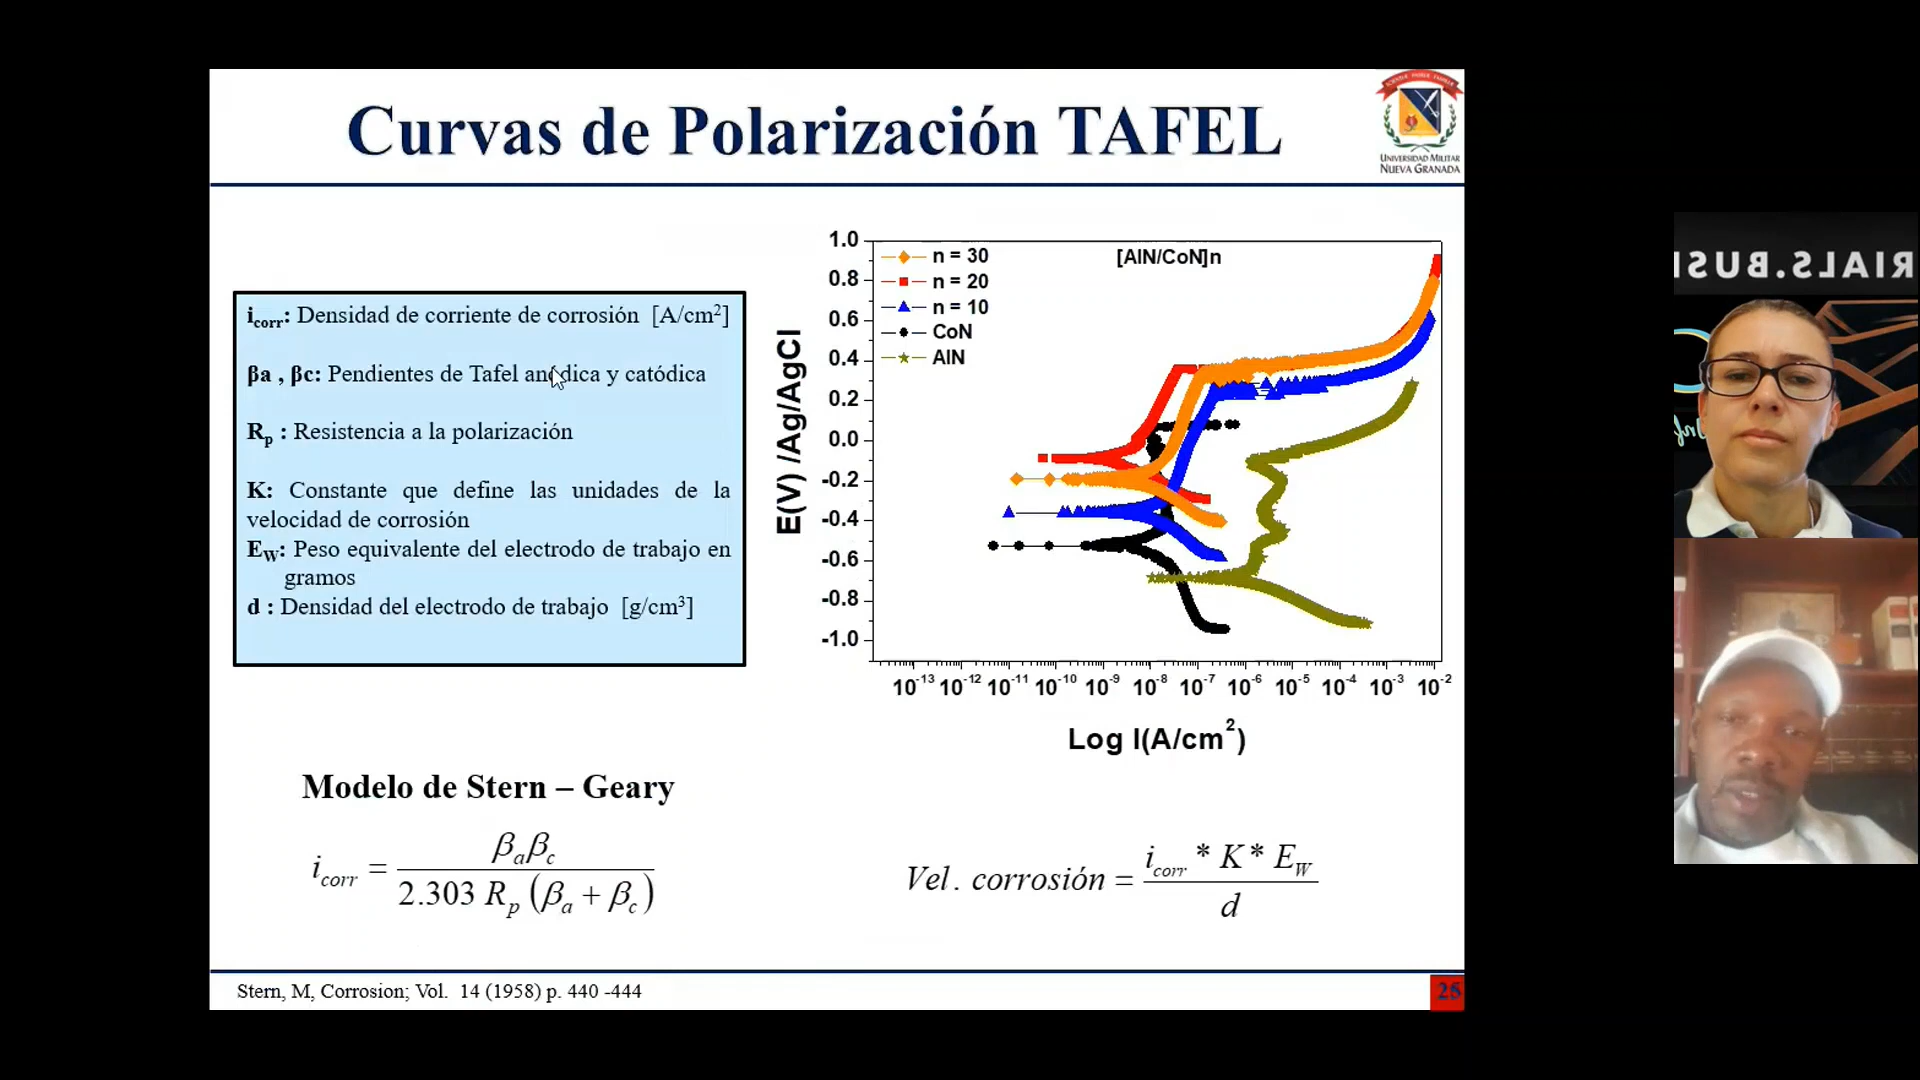 Curvas de Polarización TAFEL
UNIVERSIDAD MILITAR
NUEVA GRANADA
i_corr: Densidad de corriente de corrosión [A/cm²]
βa , βc: Pendientes de Tafel anódica y catódica
R_p : Resistencia a la polarización
K: Constante que define las unidades de la
velocidad de corrosión
E_W: Peso equivalente del electrodo de trabajo en
gramos
d : Densidad del electrodo de trabajo [g/cm³]
[AlN/CoN]n
n = 30
n = 20
n = 10
CoN
AlN
E(V) /Ag/AgCl
1.0
0.8
0.6
0.4
0.2
0.0
-0.2
-0.4
-0.6
-0.8
-1.0
10⁻¹³ 10⁻¹² 10⁻¹¹ 10⁻¹⁰ 10⁻⁹ 10⁻⁸ 10⁻⁷ 10⁻⁶ 10⁻⁵ 10⁻⁴ 10⁻³ 10⁻²
Log I(A/cm²)
Modelo de Stern – Geary
i_corr = β_aβ_c / 2.303 R_p (β_a + β_c)
Vel. corrosión = i_corr * K * E_W / d
Stern, M, Corrosion; Vol. 14 (1958) p. 440 -444
25
RIALS.BUSI